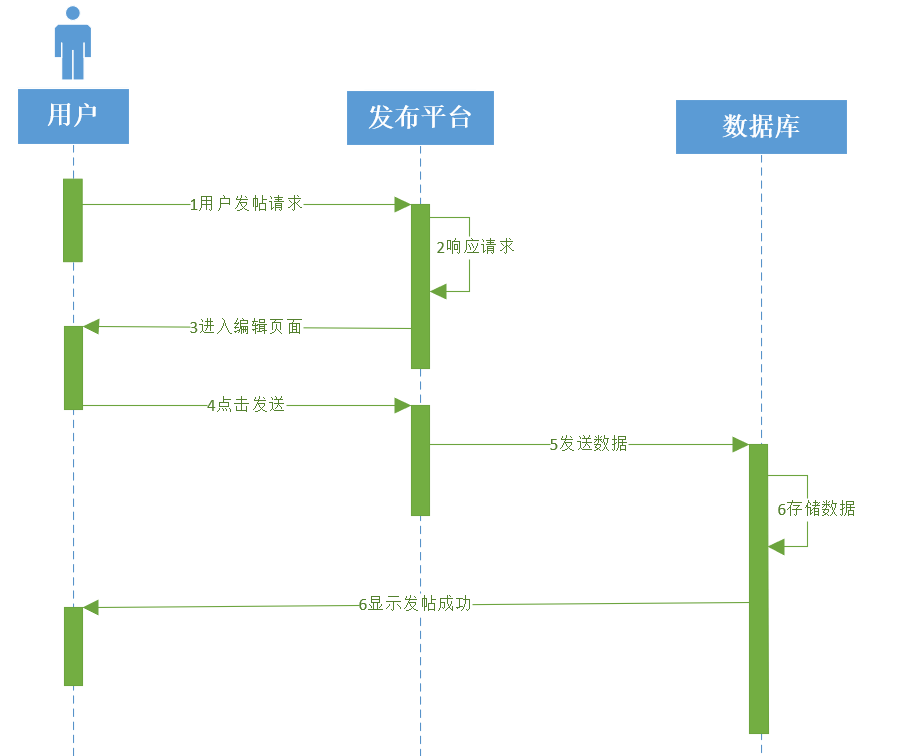 用户
发布平台
数据库
1用户发帖请求
2响应请求
3进入编辑页面
4点击发送
5发送数据
6存储数据
6显示发帖成功